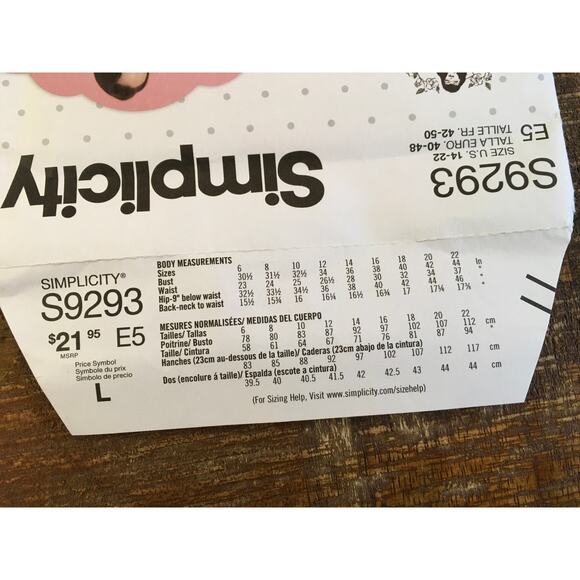 Simplicity
S9293
SIZE U.S. 14-22
TALLA EURO. 40-48
TAILLE FR. 42-50
E5
SIMPLICITY®
S9293
$21 95 E5
MSRP
Price Symbol
Symbole du prix
Símbolo de precio
L
BODY MEASUREMENTS
Sizes 6 8 10 12 14 16 18 20 22
Bust 30½ 31½ 32½ 34 36 38 40 42 44 In
Waist 23 24 25 26½ 28 30 32 34 37 "
Hip-9" below waist 32½ 33½ 34½ 36 38 40 42 44 46 "
Back-neck to waist 15½ 15¾ 16 16¼ 16½ 16¾ 17 17¼ "
MESURES NORMALISÉES/ MEDIDAS DEL CUERPO
Tailles/ Tallas 6 8 10 12 14 16 18 20 22
Poitrine/ Busto 78 80 83 87 92 97 102 107 112 cm
Taille/ Cintura 58 61 64 67 71 76 81 87 94 "
Hanches (23cm au-dessous de la taille)/ Caderas (23cm abajo de la cintura)
83 85 88 92 97 102 107 112 117 cm
Dos (encolure á taille)/ Espalda (escote a cintura)
39.5 40 40.5 41.5 42 42.5 43 44 44 cm
(For Sizing Help, Visit www.simplicity.com/sizehelp)